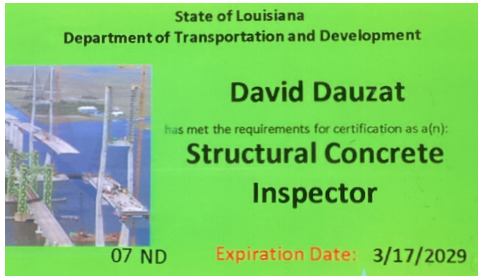 State of Louisiana
Department of Transportation and Development
David Dauzat
has met the requirements for certification as a(n):
Structural Concrete
Inspector
07 ND
Expiration Date: 3/17/2029